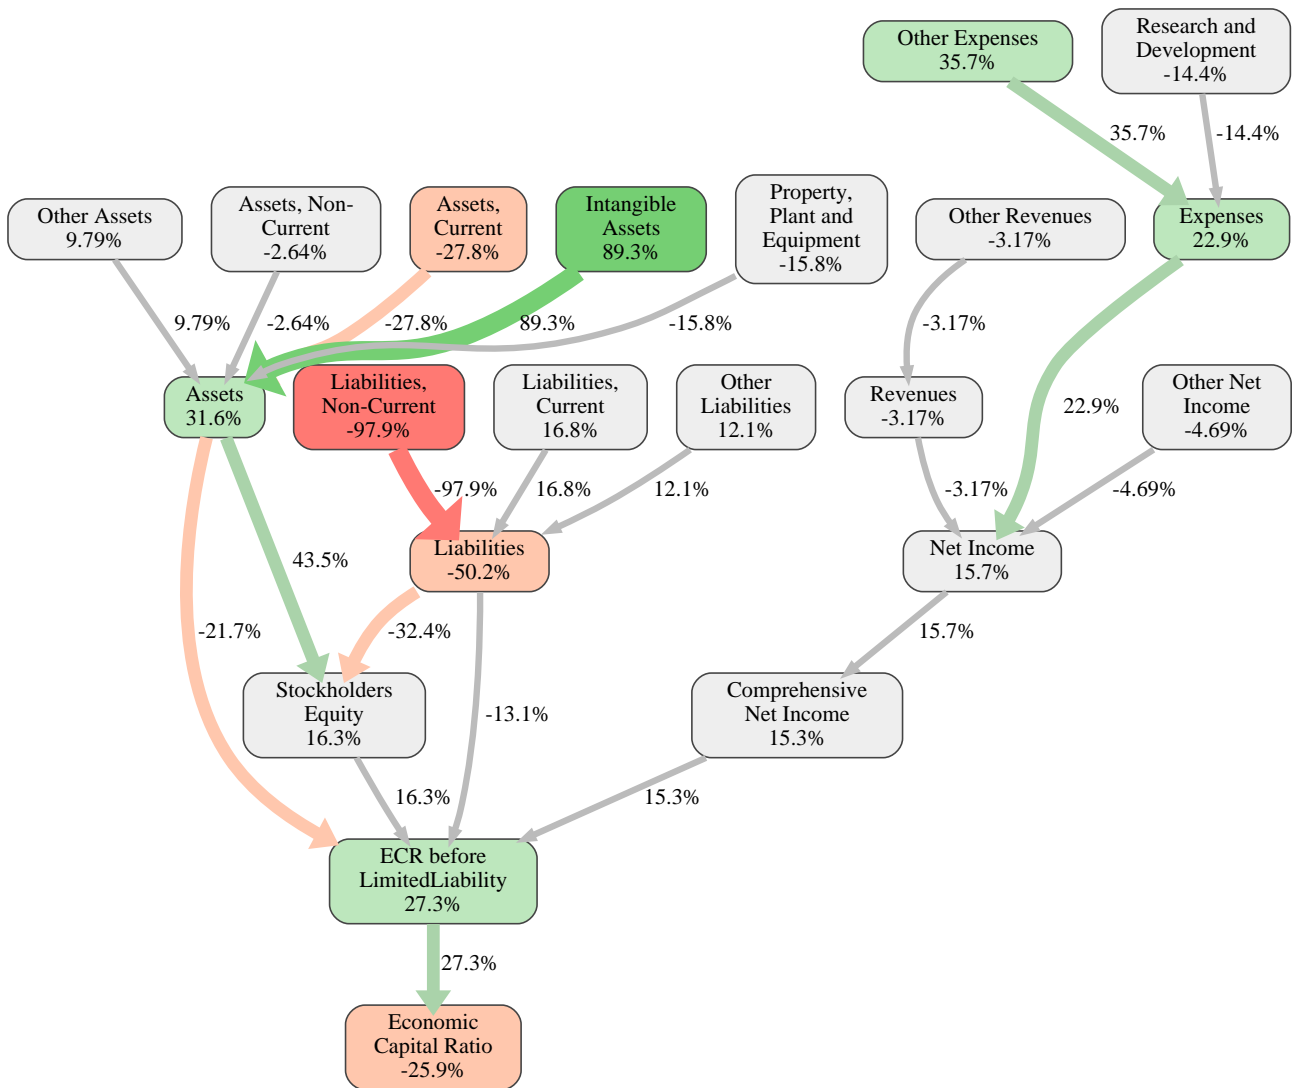 Other Expenses
35.7%
Research and
Development
-14.4%
35.7%
-14.4%
Other Assets
9.79%
Assets, Non-
Current
-2.64%
Assets,
Current
-27.8%
Intangible
Assets
89.3%
Property,
Plant and
Equipment
-15.8%
Other Revenues
-3.17%
Expenses
22.9%
9.79%
-2.64%
-27.8%
89.3%
-15.8%
-3.17%
22.9%
Assets
31.6%
Liabilities,
Non-Current
-97.9%
Liabilities,
Current
16.8%
Other
Liabilities
12.1%
Revenues
-3.17%
Other Net
Income
-4.69%
-97.9%
16.8%
12.1%
-3.17%
-4.69%
43.5%
Liabilities
-50.2%
Net Income
15.7%
-21.7%
-32.4%
15.7%
Stockholders
Equity
16.3%
-13.1%
Comprehensive
Net Income
15.3%
16.3%
15.3%
ECR before
LimitedLiability
27.3%
27.3%
Economic
Capital Ratio
-25.9%